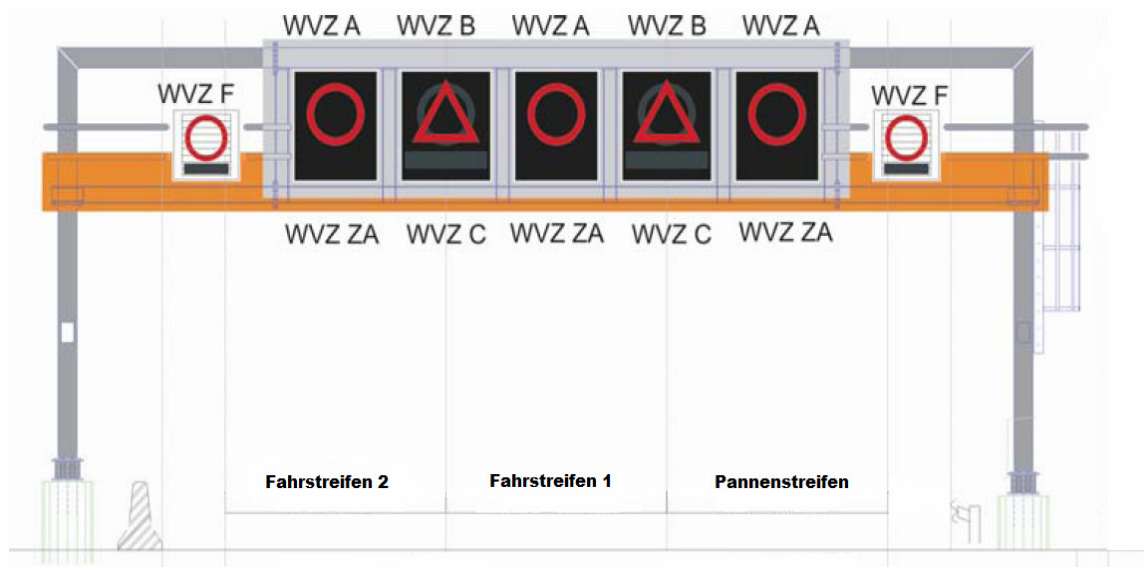 WVZ A WVZ B WVZ A WVZ B WVZ A
WVZ F WVZ F
WVZ ZA WVZ C WVZ ZA WVZ C WVZ ZA
Fahrstreifen 2 Fahrstreifen 1 Pannenstreifen